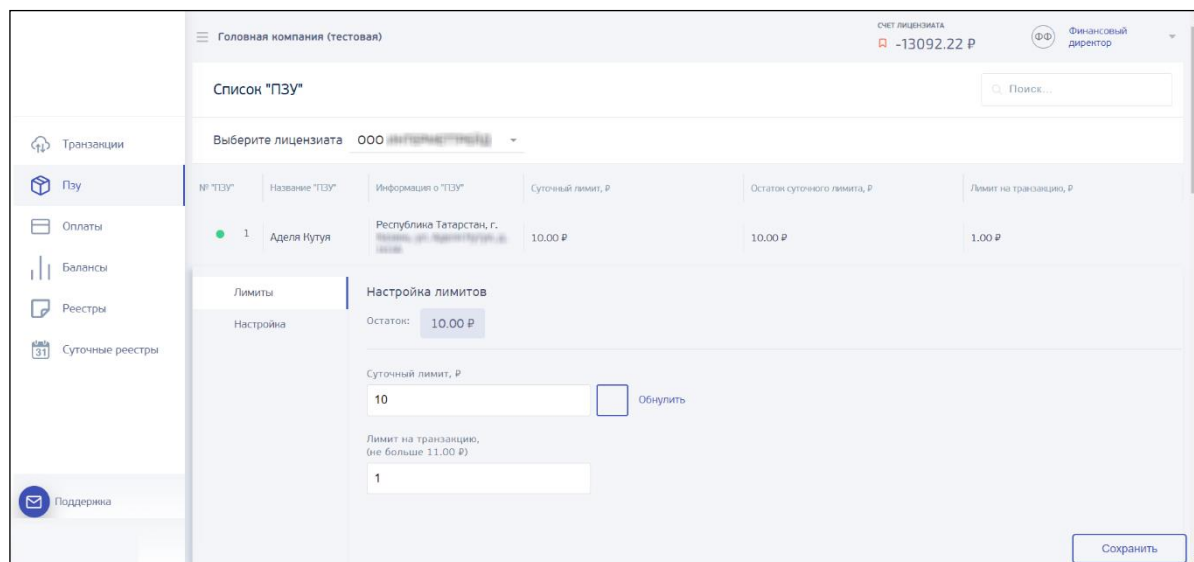 Головная компания (тестовая)
СЧЕТ ЛИЦЕНЗИАТА
-13092.22 ₽
ФФ
Финансовый
директор
Список "ПЗУ"
Поиск...
Выберите лицензиата ООО
Транзакции
Пзу
Оплаты
Балансы
Реестры
31 Суточные реестры
Поддержка
№ "ПЗУ" Название "ПЗУ" Информация о "ПЗУ" Суточный лимит, ₽ Остаток суточного лимита, ₽ Лимит на транзакцию, ₽
1 Аделя Кутуя Республика Татарстан, г. 10.00 ₽ 10.00 ₽ 1.00 ₽
Лимиты
Настройка
Настройка лимитов
Остаток: 10.00 ₽
Суточный лимит, ₽
10 Обнулить
Лимит на транзакцию,
(не больше 11.00 ₽)
1
Сохранить